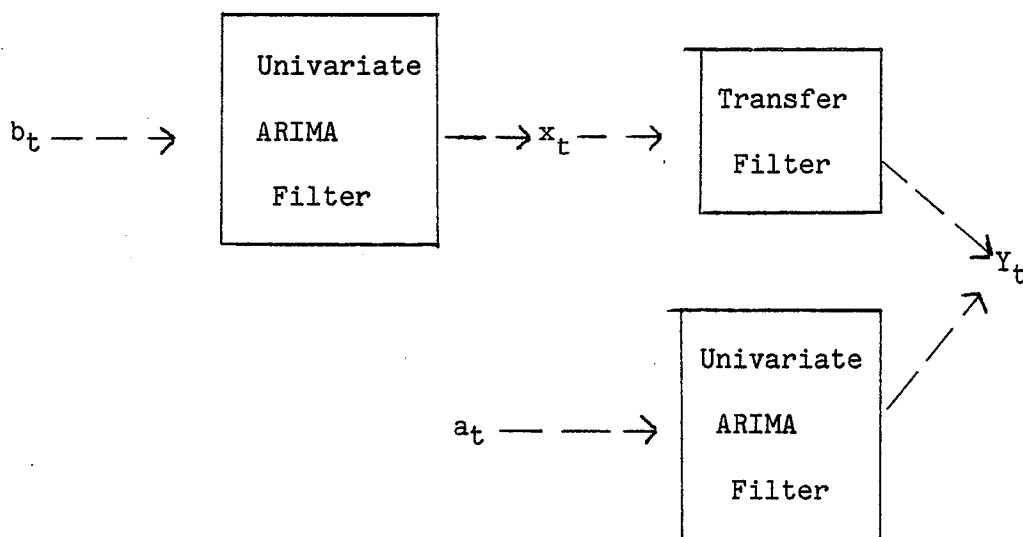 Univariate
ARIMA
Filter
b_t
x_t
Transfer
Filter
Y_t
a_t
Univariate
ARIMA
Filter